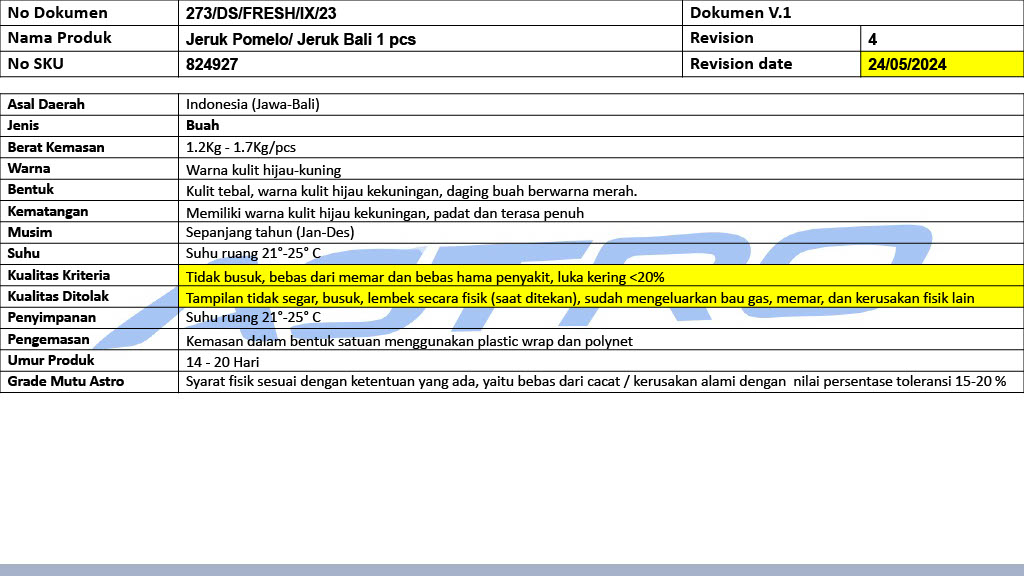 No Dokumen 273/DS/FRESH/IX/23 Dokumen V.1
Nama Produk Jeruk Pomelo/ Jeruk Bali 1 pcs Revision 4
No SKU 824927 Revision date 24/05/2024
Asal Daerah Indonesia (Jawa-Bali)
Jenis Buah
Berat Kemasan 1.2Kg - 1.7Kg/pcs
Warna Warna kulit hijau-kuning
Bentuk Kulit tebal, warna kulit hijau kekuningan, daging buah berwarna merah.
Kematangan Memiliki warna kulit hijau kekuningan, padat dan terasa penuh
Musim Sepanjang tahun (Jan-Des)
Suhu Suhu ruang 21°-25° C
Kualitas Kriteria Tidak busuk, bebas dari memar dan bebas hama penyakit, luka kering <20%
Kualitas Ditolak Tampilan tidak segar, busuk, lembek secara fisik (saat ditekan), sudah mengeluarkan bau gas, memar, dan kerusakan fisik lain
Penyimpanan Suhu ruang 21°-25° C
Pengemasan Kemasan dalam bentuk satuan menggunakan plastic wrap dan polynet
Umur Produk 14 - 20 Hari
Grade Mutu Astro Syarat fisik sesuai dengan ketentuan yang ada, yaitu bebas dari cacat / kerusakan alami dengan nilai persentase toleransi 15-20 %
ASTRO